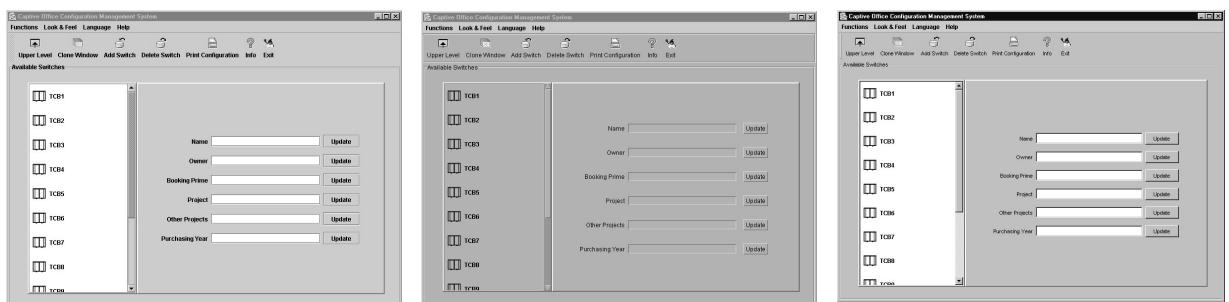 Captive Office Configuration Management System
Functions Look & Feel Language Help
Upper Level Clone Window Add Switch Delete Switch Print Configuration Info Exit
Available Switches
TCB1
TCB2
TCB3
TCB4
TCB5
TCB6
TCB7
TCB8
TCB9
Name Update
Owner Update
Booking Prime Update
Project Update
Other Projects Update
Purchasing Year Update
Captive Office Configuration Management System
Functions Look & Feel Language Help
Upper Level Clone Window Add Switch Delete Switch Print Configuration Info Exit
Available Switches
TCB1
TCB2
TCB3
TCB4
TCB5
TCB6
TCB7
TCB8
TCB9
Name Update
Owner Update
Booking Prime Update
Project Update
Other Projects Update
Purchasing Year Update
Captive Office Configuration Management System
Functions Look & Feel Language Help
Upper Level Clone Window Add Switch Delete Switch Print Configuration Info Exit
Available Switches
TCB1
TCB2
TCB3
TCB4
TCB5
TCB6
TCB7
TCB8
TCB9
Name Update
Owner Update
Booking Prime Update
Project Update
Other Projects Update
Purchasing Year Update